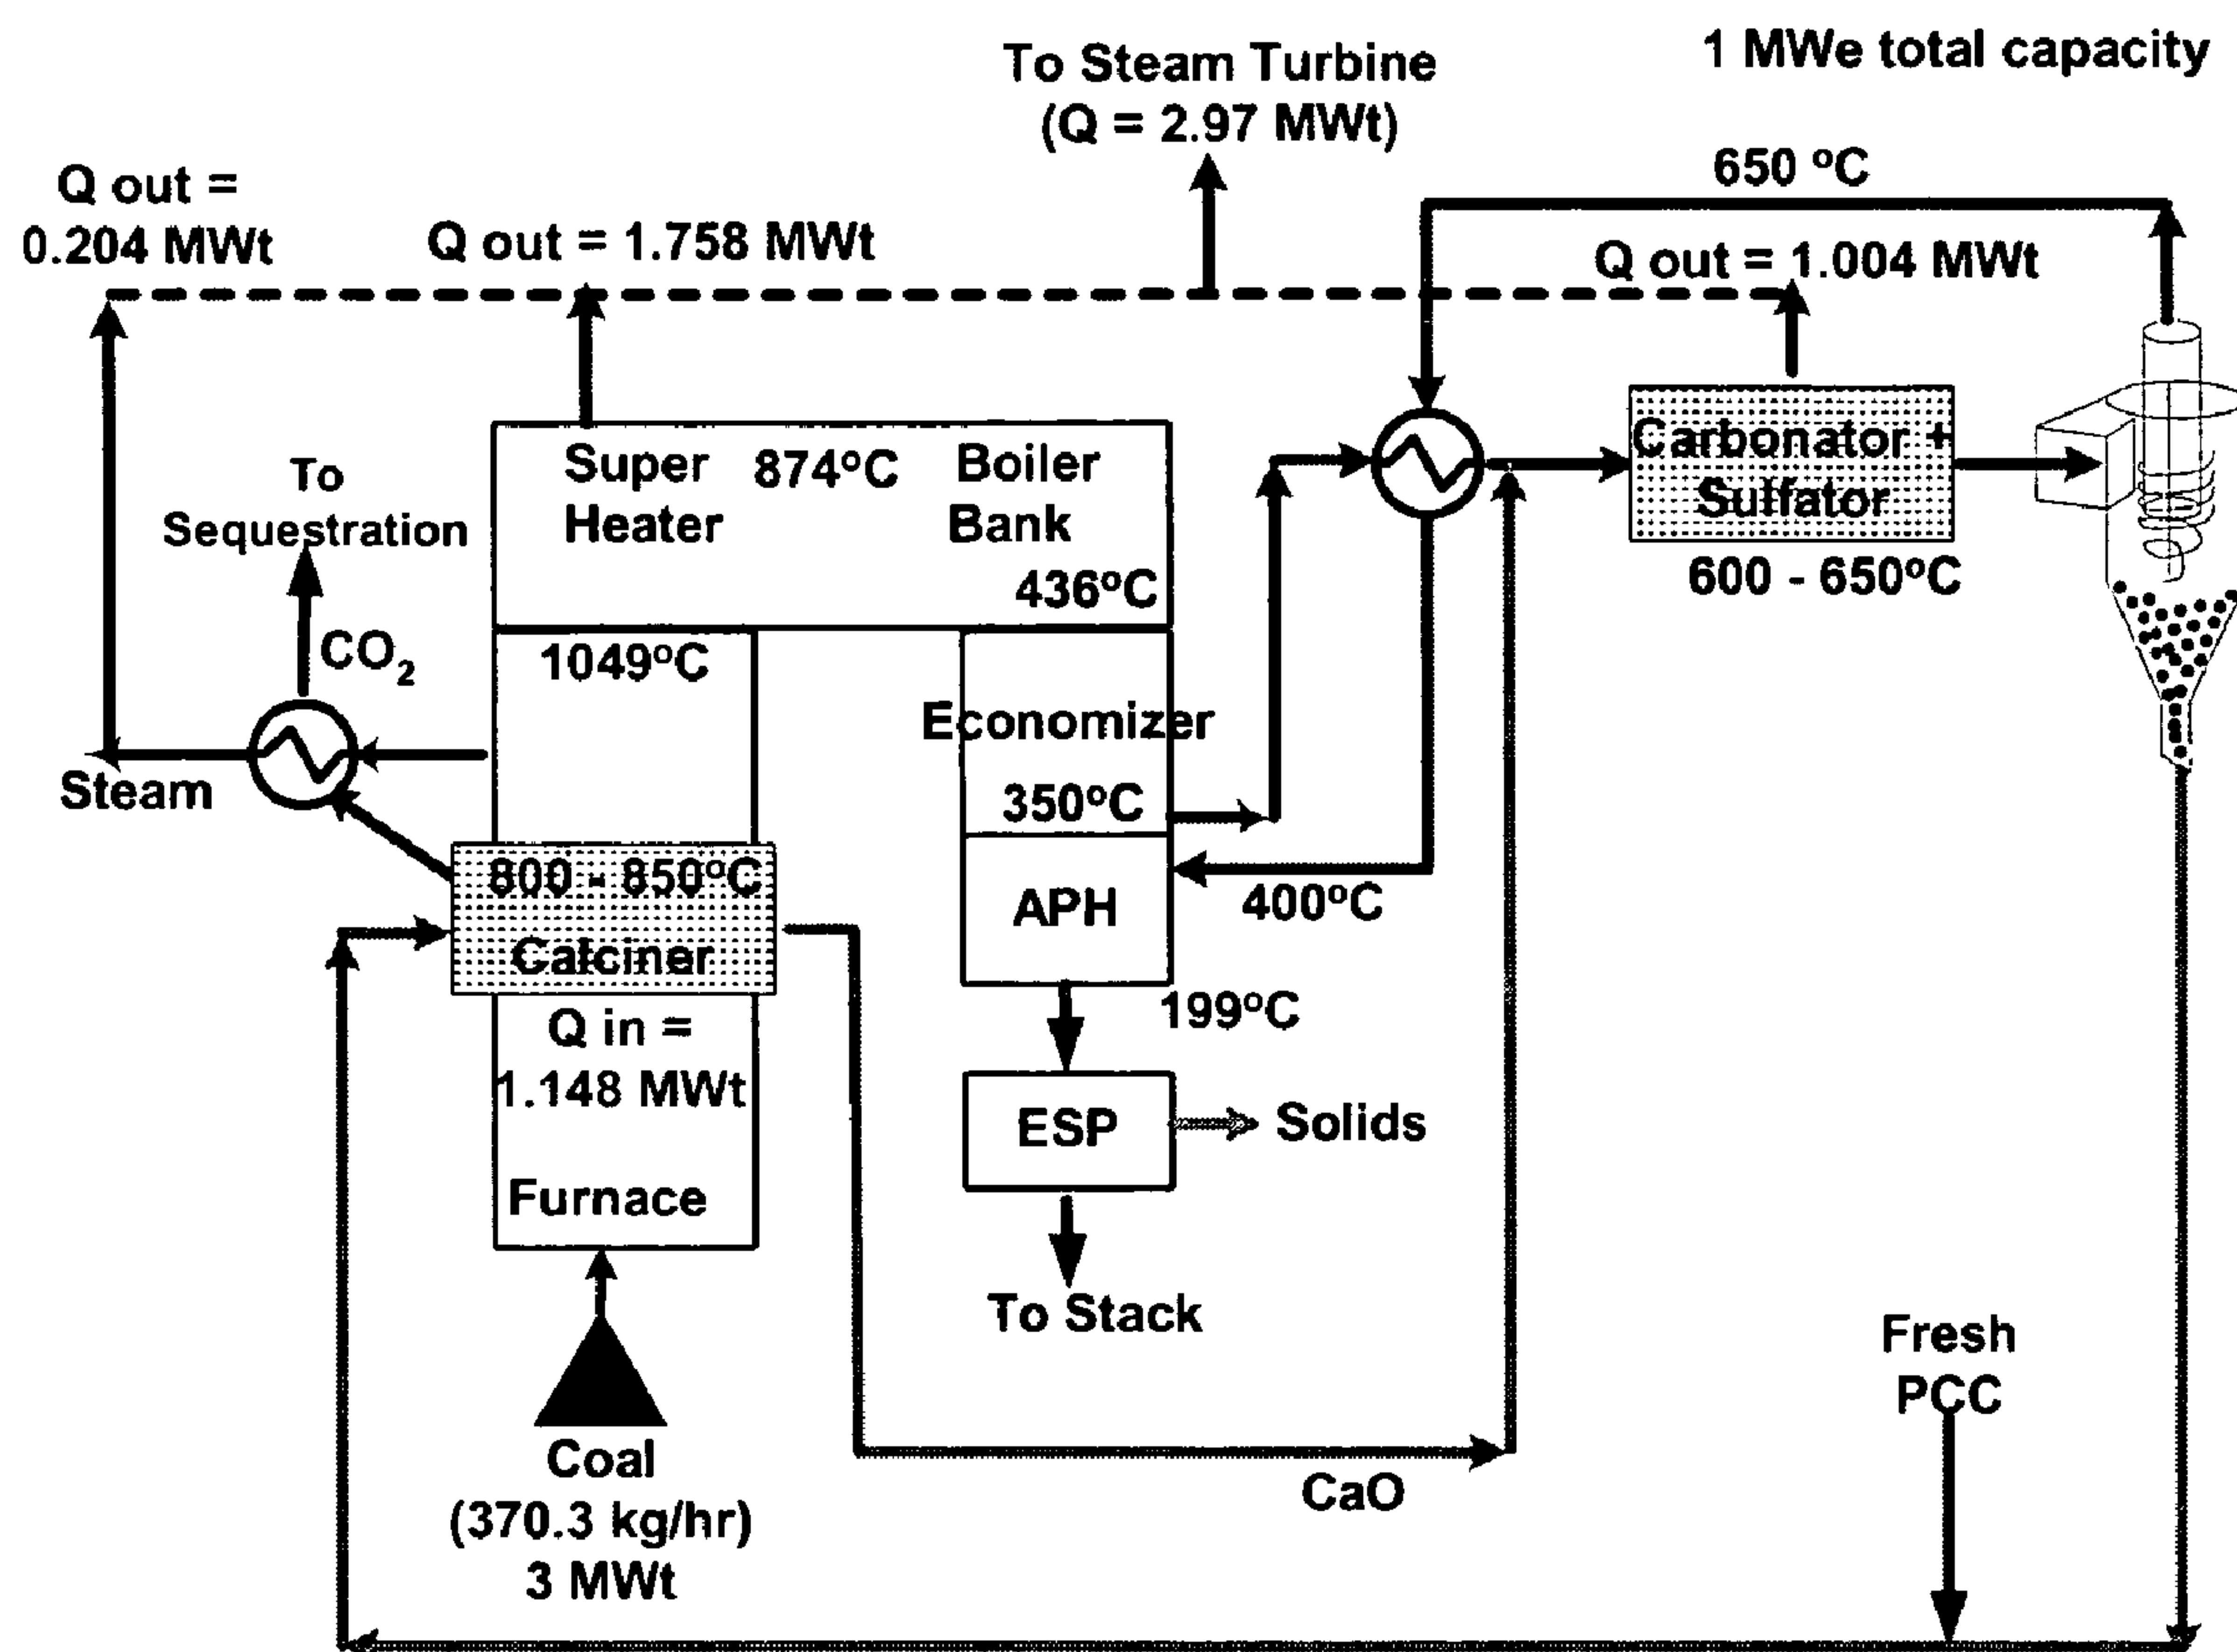 To Steam Turbine
(Q = 2.97 MWt)
1 MWe total capacity
Q out =
0.204 MWt
Q out = 1.758 MWt
650 °C
Q out = 1.004 MWt
To
Sequestration
CO₂
Steam
Super
Heater
874°C
Boiler
Bank
436°C
1049°C
Economizer
350°C
APH
400°C
199°C
Carbonator +
Sulfator
600 - 650°C
800 - 850°C
Calciner
Q in =
1.148 MWt
Furnace
ESP
Solids
To Stack
Coal
(370.3 kg/hr)
3 MWt
CaO
Fresh
PCC